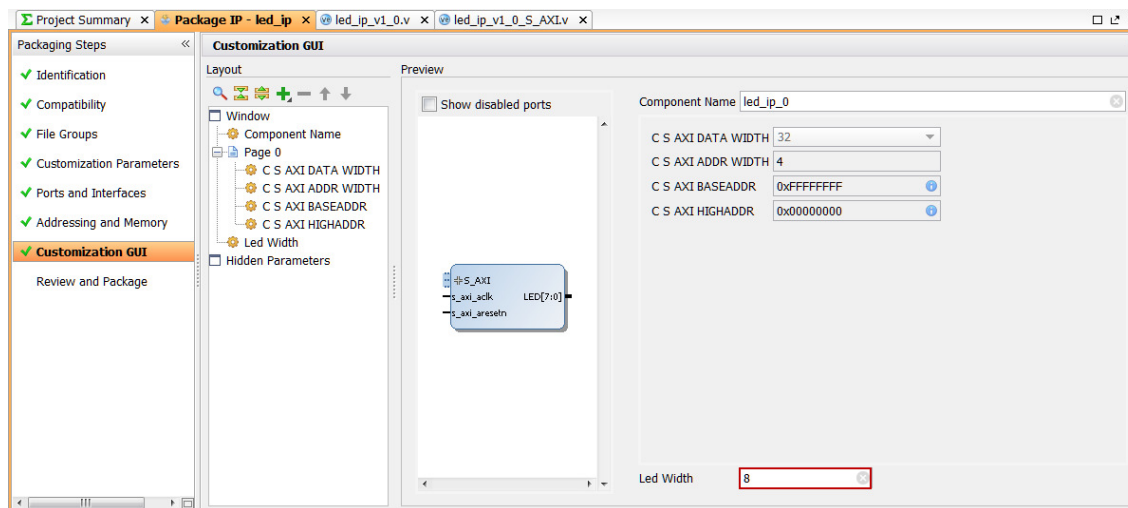 Project Summary
Package IP - led_ip
led_ip_v1_0.v
led_ip_v1_0_S_AXI.v
Packaging Steps
Identification
Compatibility
File Groups
Customization Parameters
Ports and Interfaces
Addressing and Memory
Customization GUI
Review and Package
Customization GUI
Layout
Window
Component Name
Page 0
C S AXI DATA WIDTH
C S AXI ADDR WIDTH
C S AXI BASEADDR
C S AXI HIGHADDR
Led Width
Hidden Parameters
Preview
Show disabled ports
S_AXI
s_axi_aclk
s_axi_aresetn
LED[7:0]
Component Name led_ip_0
C S AXI DATA WIDTH 32
C S AXI ADDR WIDTH 4
C S AXI BASEADDR 0xFFFFFFFF
C S AXI HIGHADDR 0x00000000
Led Width 8